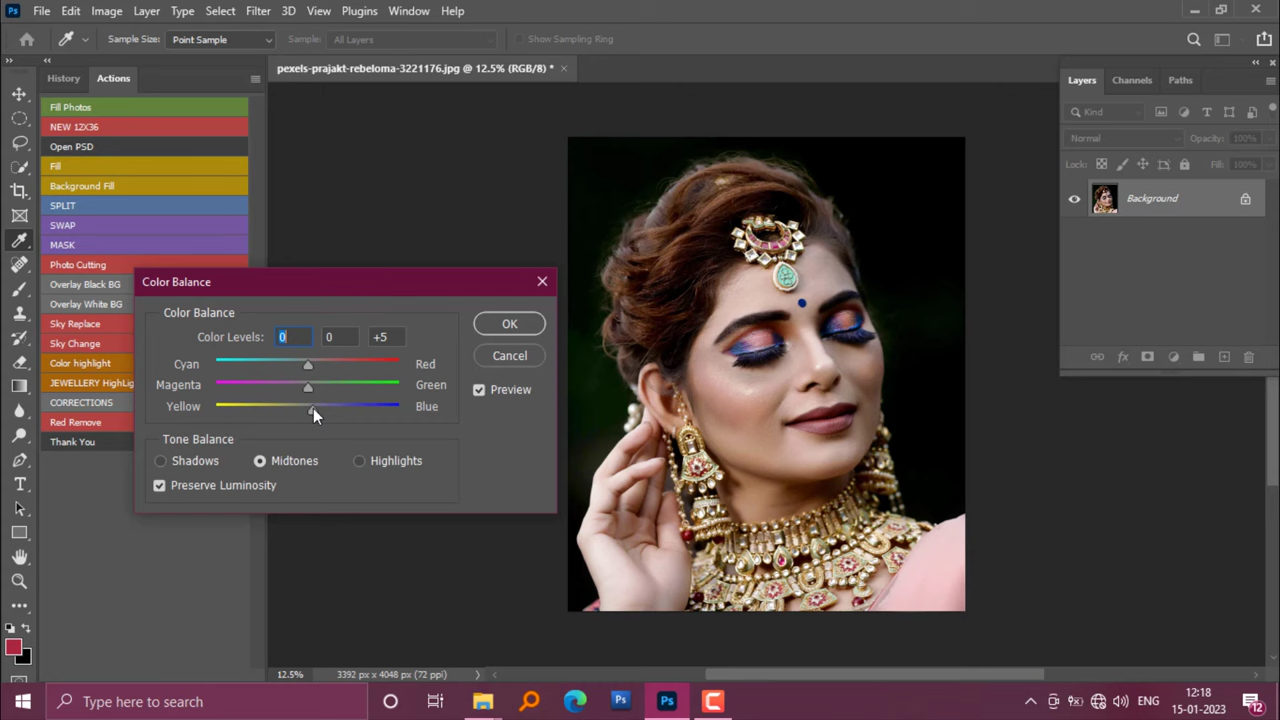 Ps File Edit Image Layer Type Select Filter 3D View Plugins Window Help
Sample Size: Point Sample Sample: All Layers Show Sampling Ring
History Actions
pexels-prajakt-rebeloma-3221176.jpg @ 12.5% (RGB/8) *
Layers Channels Paths
Fill Photos
NEW 12X36
Open PSD
Fill
Background Fill
SPLIT
SWAP
MASK
Photo Cutting
Overlay Black BG
Overlay White BG
Sky Replace
Sky Change
Color highlight
JEWELLERY HighLig
CORRECTIONS
Red Remove
Thank You
Kind
Normal Opacity: 100%
Lock: Fill: 100%
Background
Color Balance
Color Balance
Color Levels: 0 0 +5
Cyan Red
Magenta Green
Yellow Blue
OK
Cancel
Preview
Tone Balance
Shadows Midtones Highlights
Preserve Luminosity
12.5% 3392 px x 4048 px (72 ppi)
Type here to search
Ps Ps
ENG
12:18
15-01-2023
12